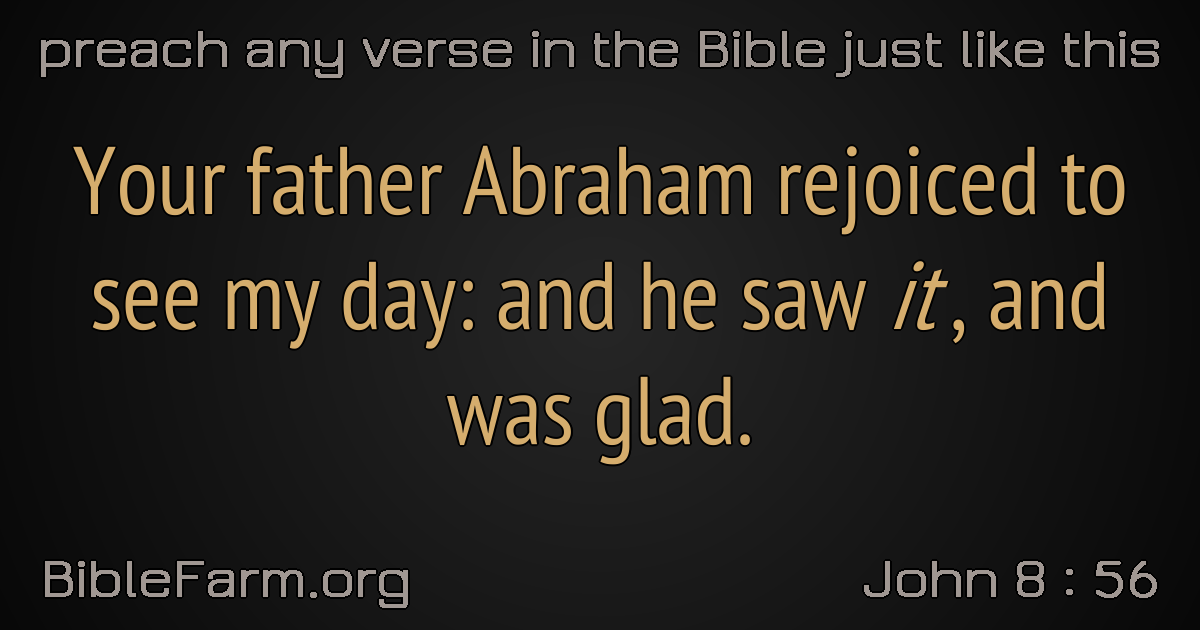 preach any verse in the Bible just like this
Your father Abraham rejoiced to
see my day: and he saw it, and
was glad.
BibleFarm.org
John 8 : 56